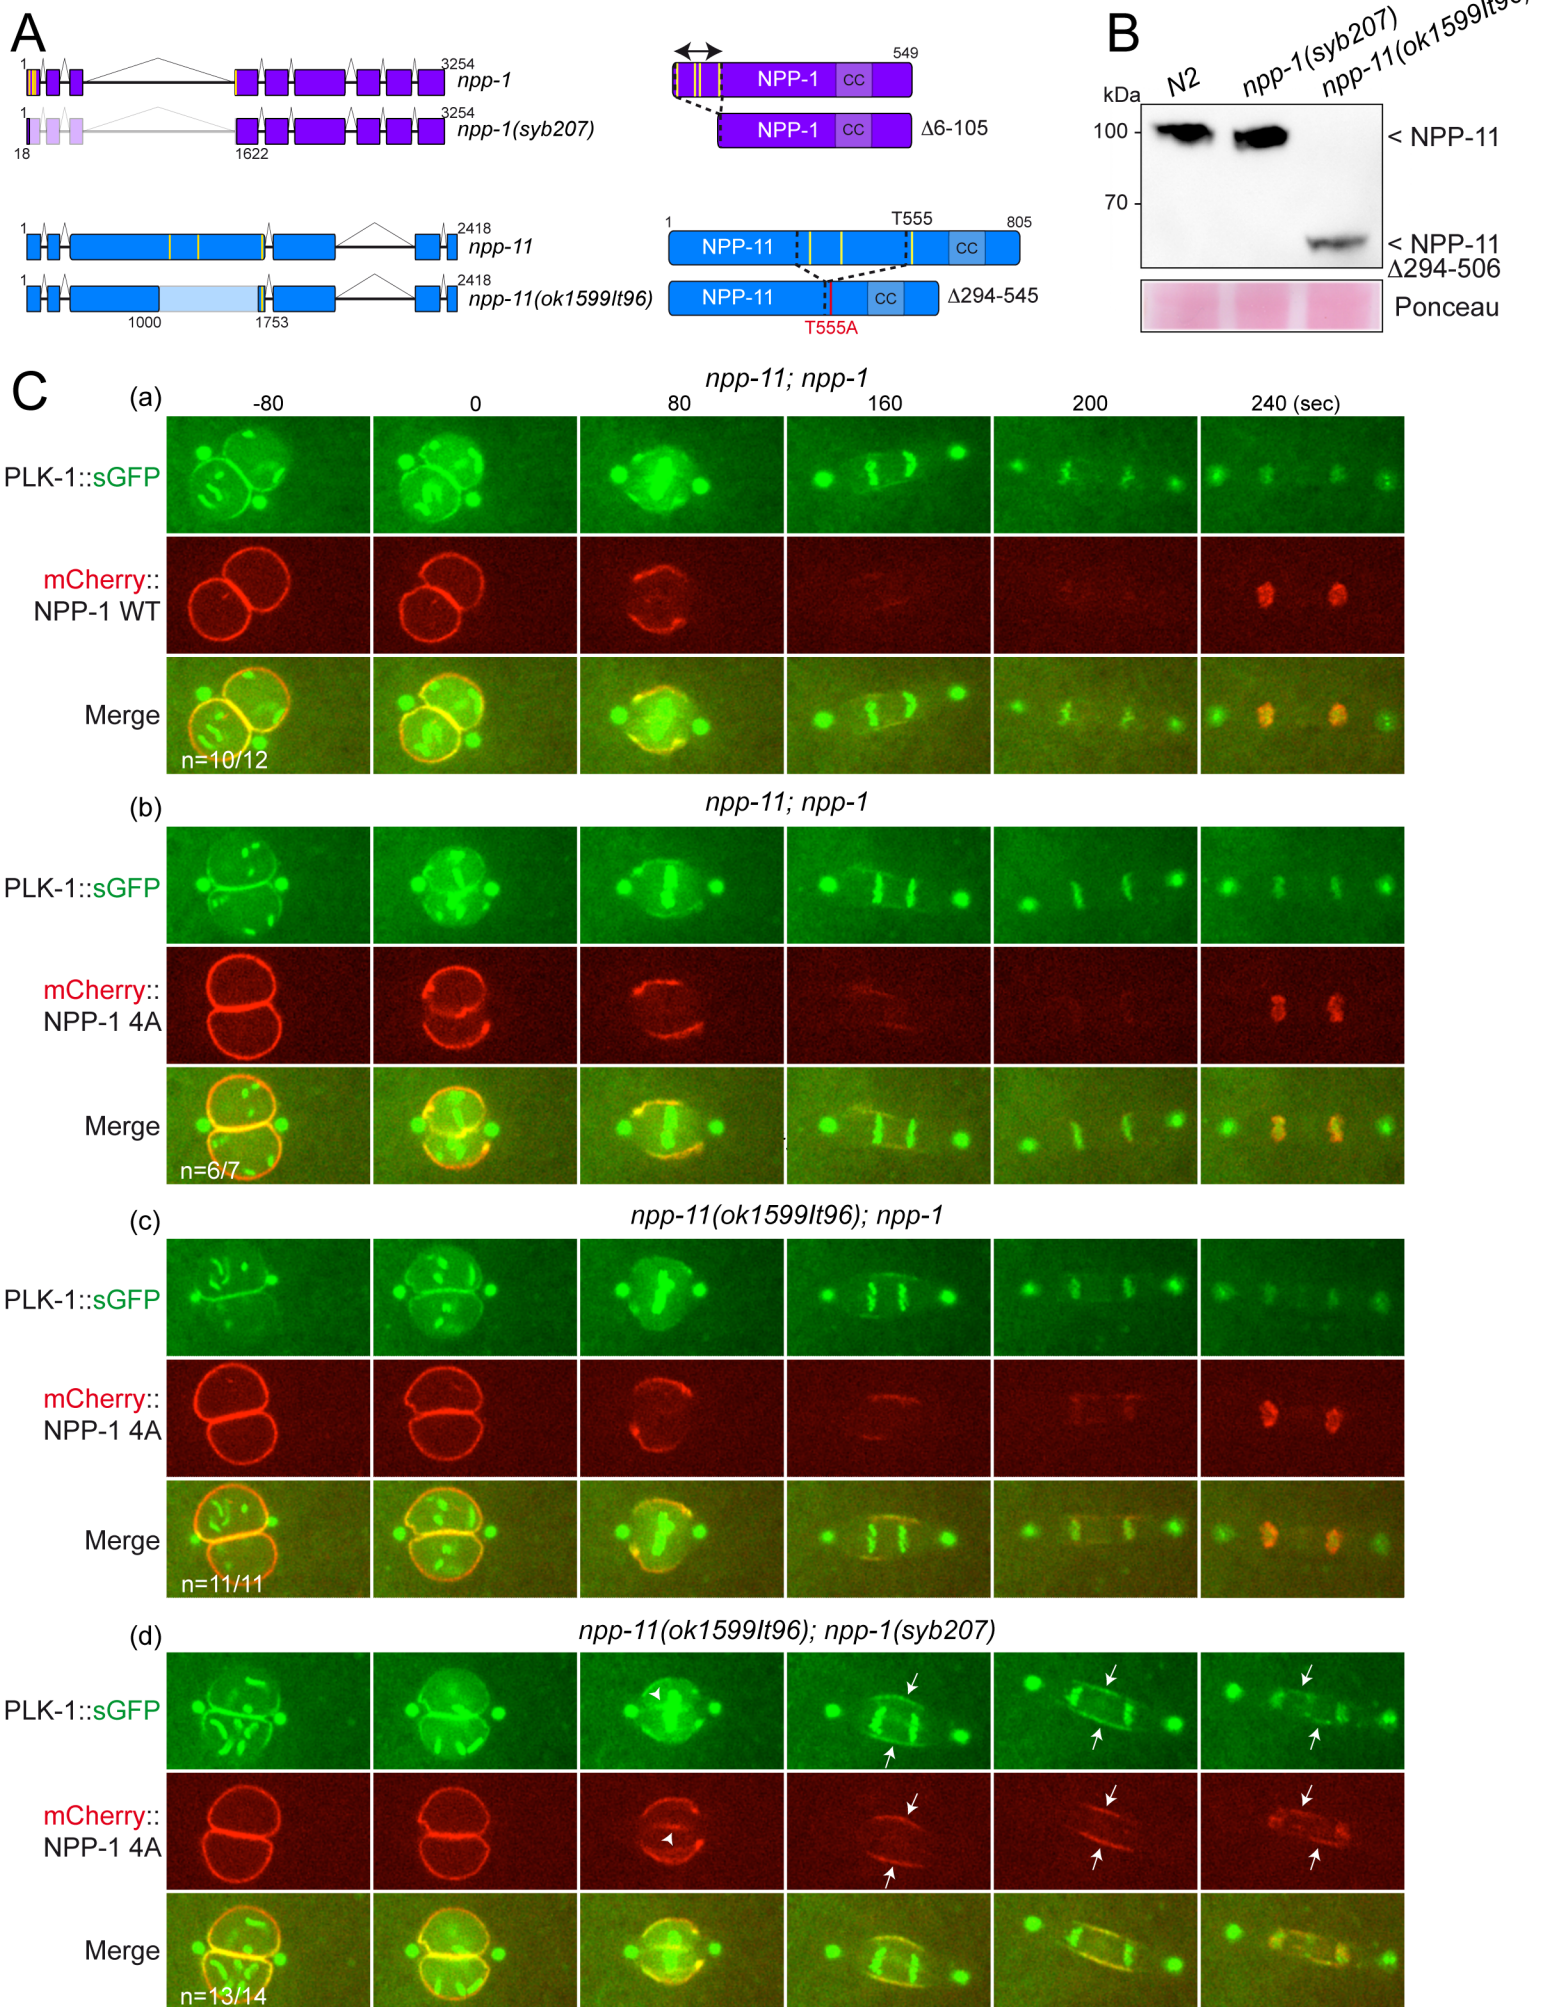 A
1
3254
npp-1
1
3254
npp-1(syb207)
18
1622
549
NPP-1
CC
NPP-1
CC
Δ6-105
1
2418
npp-11
1
2418
npp-11(ok1599lt96)
1000
1753
1
T555
805
NPP-11
CC
NPP-11
CC
Δ294-545
T555A
B
N2
npp-1(syb207)
kDa
100
70
< NPP-11
< NPP-11
Δ294-506
Ponceau
C
(a)
npp-11; npp-1
-80 0 80 160 200 240 (sec)
PLK-1::sGFP
mCherry::
NPP-1 WT
Merge
n=10/12
(b)
npp-11; npp-1
PLK-1::sGFP
mCherry::
NPP-1 4A
Merge
n=6/7
(c)
npp-11(ok1599lt96); npp-1
PLK-1::sGFP
mCherry::
NPP-1 4A
Merge
n=11/11
(d)
npp-11(ok1599lt96); npp-1(syb207)
PLK-1::sGFP
mCherry::
NPP-1 4A
Merge
n=13/14